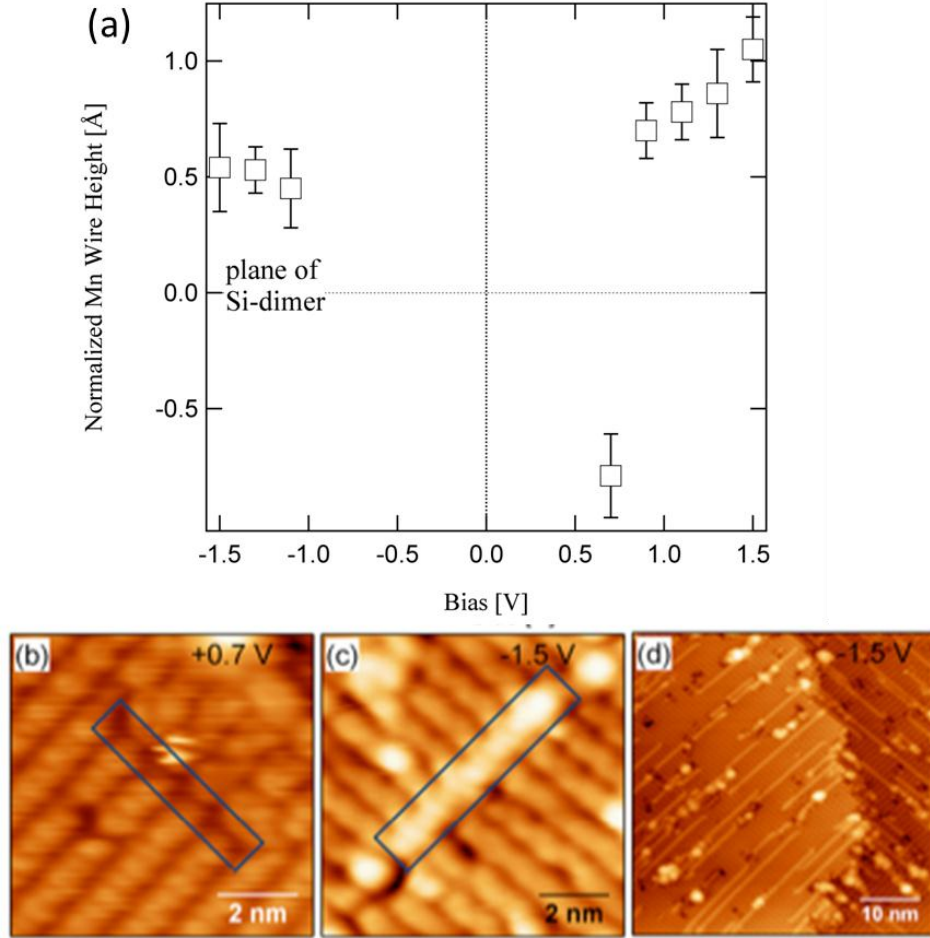 (a)
Normalized Mn Wire Height [Å]
1.0
0.5
0.0
-0.5
plane of
Si-dimer
-1.5 -1.0 -0.5 0.0 0.5 1.0 1.5
Bias [V]
(b) +0.7 V
2 nm
(c) -1.5 V
2 nm
(d) -1.5 V
10 nm